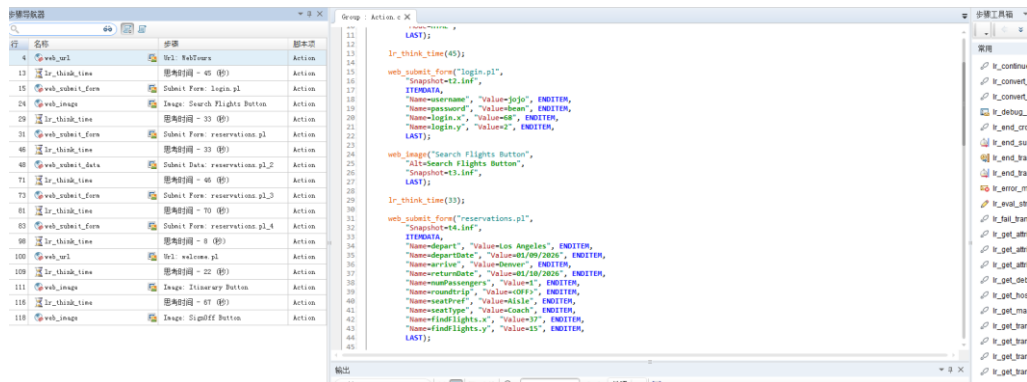 步骤导航器
行 名称 步骤 脚本项
4 web_url Url: WebTours Action
13 lr_think_time 思考时间 - 45 (秒) Action
15 web_submit_form Submit Form: login.pl Action
24 web_image Image: Search Flights Button Action
29 lr_think_time 思考时间 - 33 (秒) Action
31 web_submit_form Submit Form: reservations.pl Action
46 lr_think_time 思考时间 - 33 (秒) Action
48 web_submit_data Submit Data: reservations.pl_2 Action
71 lr_think_time 思考时间 - 46 (秒) Action
73 web_submit_form Submit Form: reservations.pl_3 Action
81 lr_think_time 思考时间 - 70 (秒) Action
83 web_submit_form Submit Form: reservations.pl_4 Action
98 lr_think_time 思考时间 - 8 (秒) Action
100 web_url Url: welcome.pl Action
109 lr_think_time 思考时间 - 22 (秒) Action
111 web_image Image: Itinerary Button Action
116 lr_think_time 思考时间 - 67 (秒) Action
118 web_image Image: SignOff Button Action
Group : Action.c
11 LAST);
12
13 lr_think_time(45);
14
15 web_submit_form("login.pl",
16 "Snapshot=t2.inf",
17 ITEMDATA,
18 "Name=username", "Value=jojo", ENDITEM,
19 "Name=password", "Value=bean", ENDITEM,
20 "Name=login.x", "Value=68", ENDITEM,
21 "Name=login.y", "Value=2", ENDITEM,
22 LAST);
23
24 web_image("Search Flights Button",
25 "Alt=Search Flights Button",
26 "Snapshot=t3.inf",
27 LAST);
28
29 lr_think_time(33);
30
31 web_submit_form("reservations.pl",
32 "Snapshot=t4.inf",
33 ITEMDATA,
34 "Name=depart", "Value=Los Angeles", ENDITEM,
35 "Name=departDate", "Value=01/09/2026", ENDITEM,
36 "Name=arrive", "Value=Denver", ENDITEM,
37 "Name=returnDate", "Value=01/10/2026", ENDITEM,
38 "Name=numPassengers", "Value=1", ENDITEM,
39 "Name=roundtrip", "Value=<OFF>", ENDITEM,
40 "Name=seatPref", "Value=Aisle", ENDITEM,
41 "Name=seatType", "Value=Coach", ENDITEM,
42 "Name=findFlights.x", "Value=37", ENDITEM,
43 "Name=findFlights.y", "Value=15", ENDITEM,
44 LAST);
45
输出
步骤工具箱
常用
lr_continu
lr_convert_
lr_convert_
lr_debug_
lr_end_cro
lr_end_su
lr_end_tra
lr_end_tra
lr_error_m
lr_eval_str
lr_fail_tran
lr_get_attr
lr_get_attr
lr_get_attr
lr_get_deb
lr_get_hos
lr_get_ma
lr_get_tran
lr_get_tran
lr_get_tran